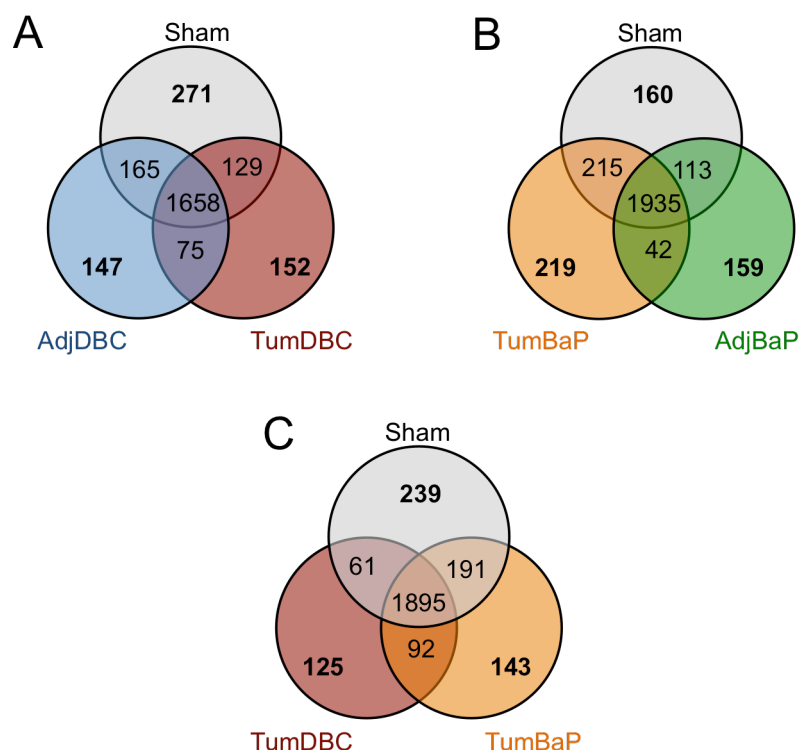 A
Sham
271
165
129
1658
75
147
152
AdjDBC
TumDBC
B
Sham
160
215
113
1935
42
219
159
TumBaP
AdjBaP
C
Sham
239
61
191
1895
92
125
143
TumDBC
TumBaP